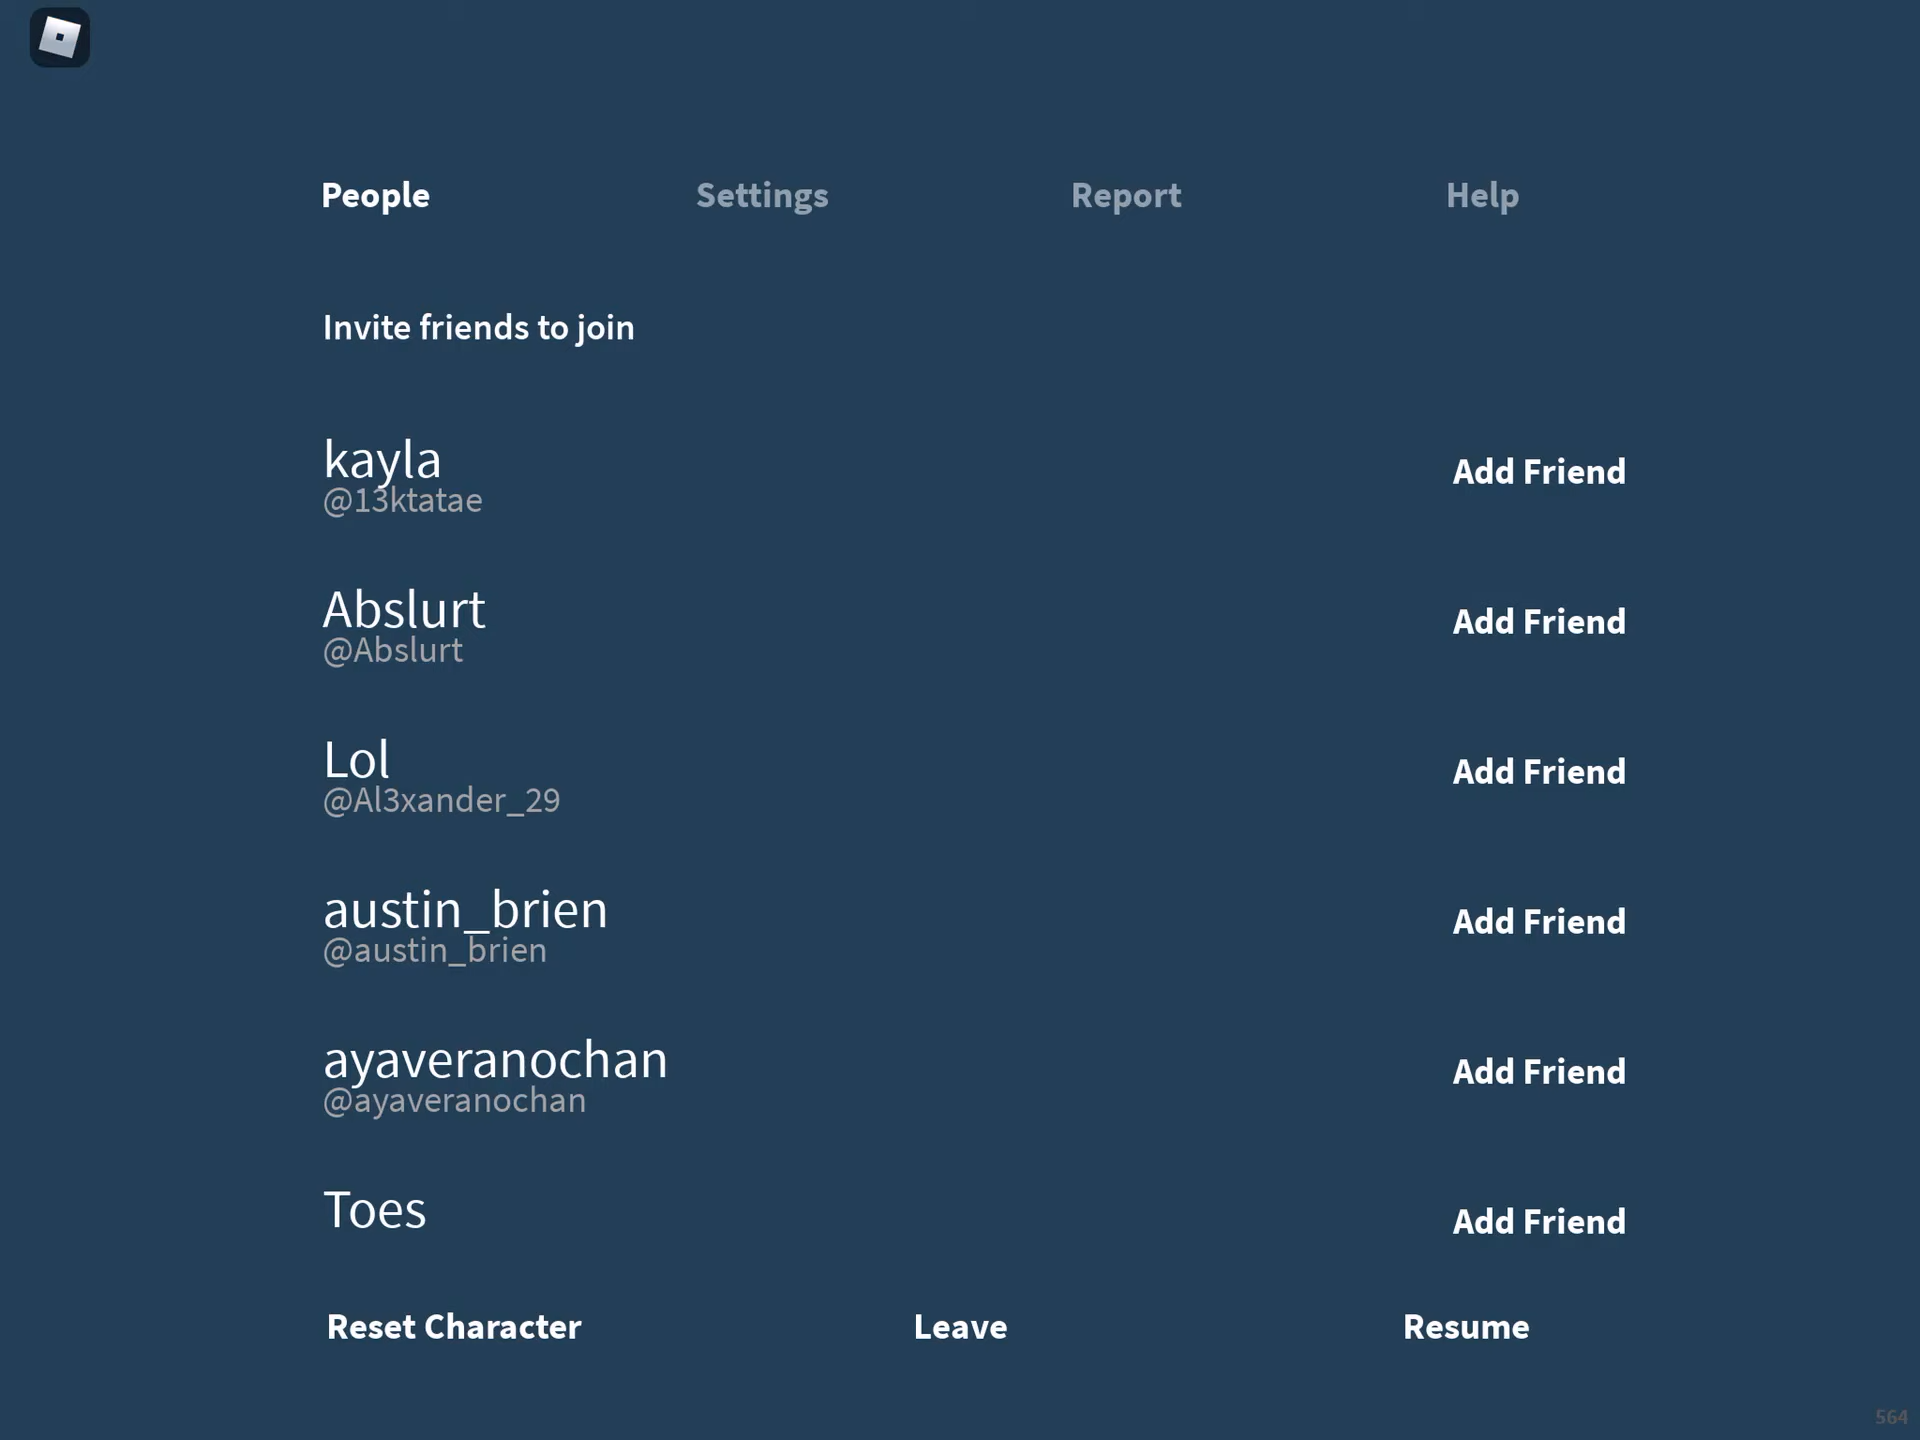 People
Settings
Report
Help
Invite friends to join
kayla
@13ktatae
Add Friend
Abslurt
@Abslurt
Add Friend
Lol
@Al3xander_29
Add Friend
austin_brien
@austin_brien
Add Friend
ayaveranochan
@ayaveranochan
Add Friend
Toes
Add Friend
Reset Character
Leave
Resume
564